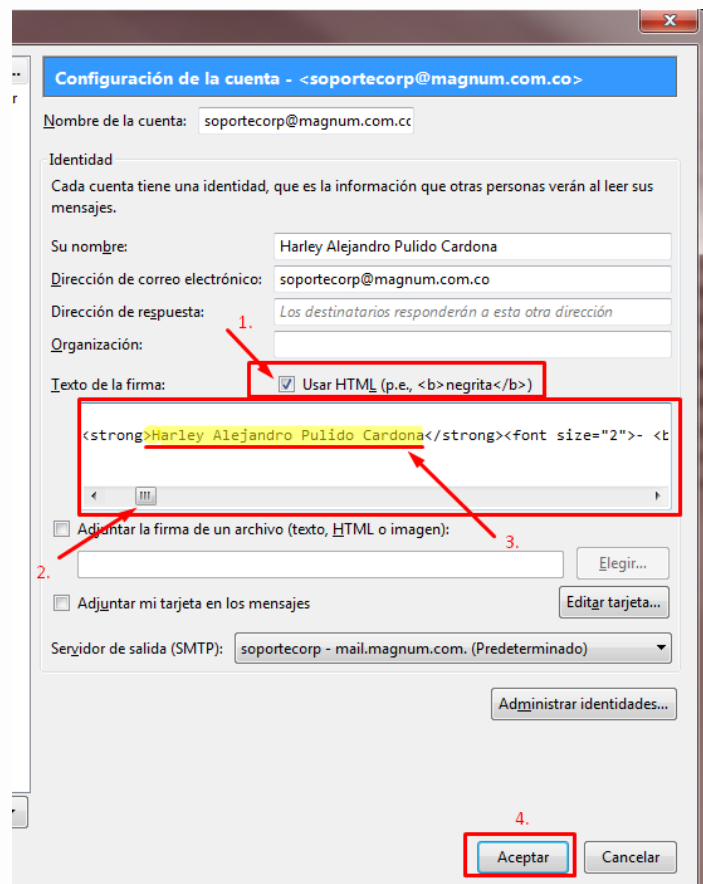 ..
r
Configuración de la cuenta - <soportecorp@magnum.com.co>
Nombre de la cuenta: soportecorp@magnum.com.cc
Identidad
Cada cuenta tiene una identidad, que es la información que otras personas verán al leer sus
mensajes.
Su nombre: Harley Alejandro Pulido Cardona
Dirección de correo electrónico: soportecorp@magnum.com.co
Dirección de respuesta: Los destinatarios responderán a esta otra dirección
1.
Organización:
Texto de la firma: Usar HTML (p.e., <b>negrita</b>)
<strong>Harley Alejandro Pulido Cardona</strong><font size="2">- <b
Adjuntar la firma de un archivo (texto, HTML o imagen):
3.
2.
Elegir...
Adjuntar mi tarjeta en los mensajes Editar tarjeta...
Servidor de salida (SMTP): soportecorp - mail.magnum.com. (Predeterminado)
Administrar identidades...
4.
Aceptar Cancelar